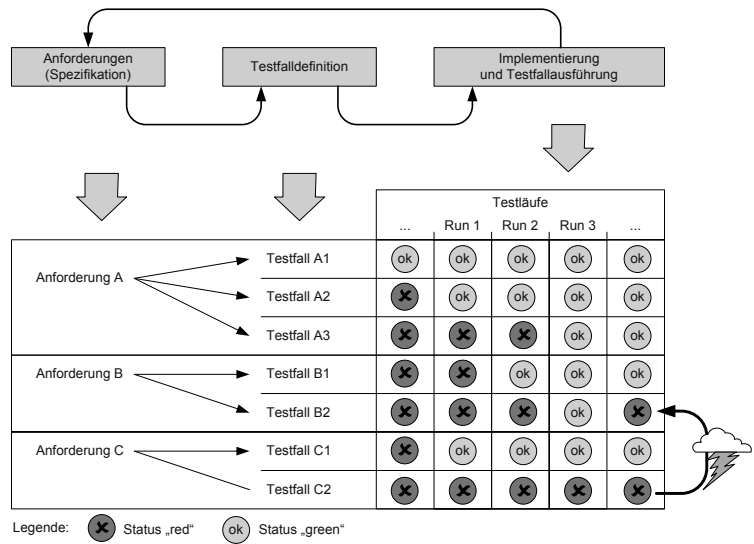 Anforderungen
(Spezifikation)
Testfalldefinition
Implementierung
und Testfallausführung
Testläufe
... Run 1 Run 2 Run 3 ...
Anforderung A
Testfall A1 ok ok ok ok ok
Testfall A2 ok ok ok ok
Testfall A3 ok ok
Anforderung B
Testfall B1 ok ok ok
Testfall B2 ok
Anforderung C
Testfall C1 ok ok ok ok
Testfall C2
Legende: Status „red" ok Status „green"